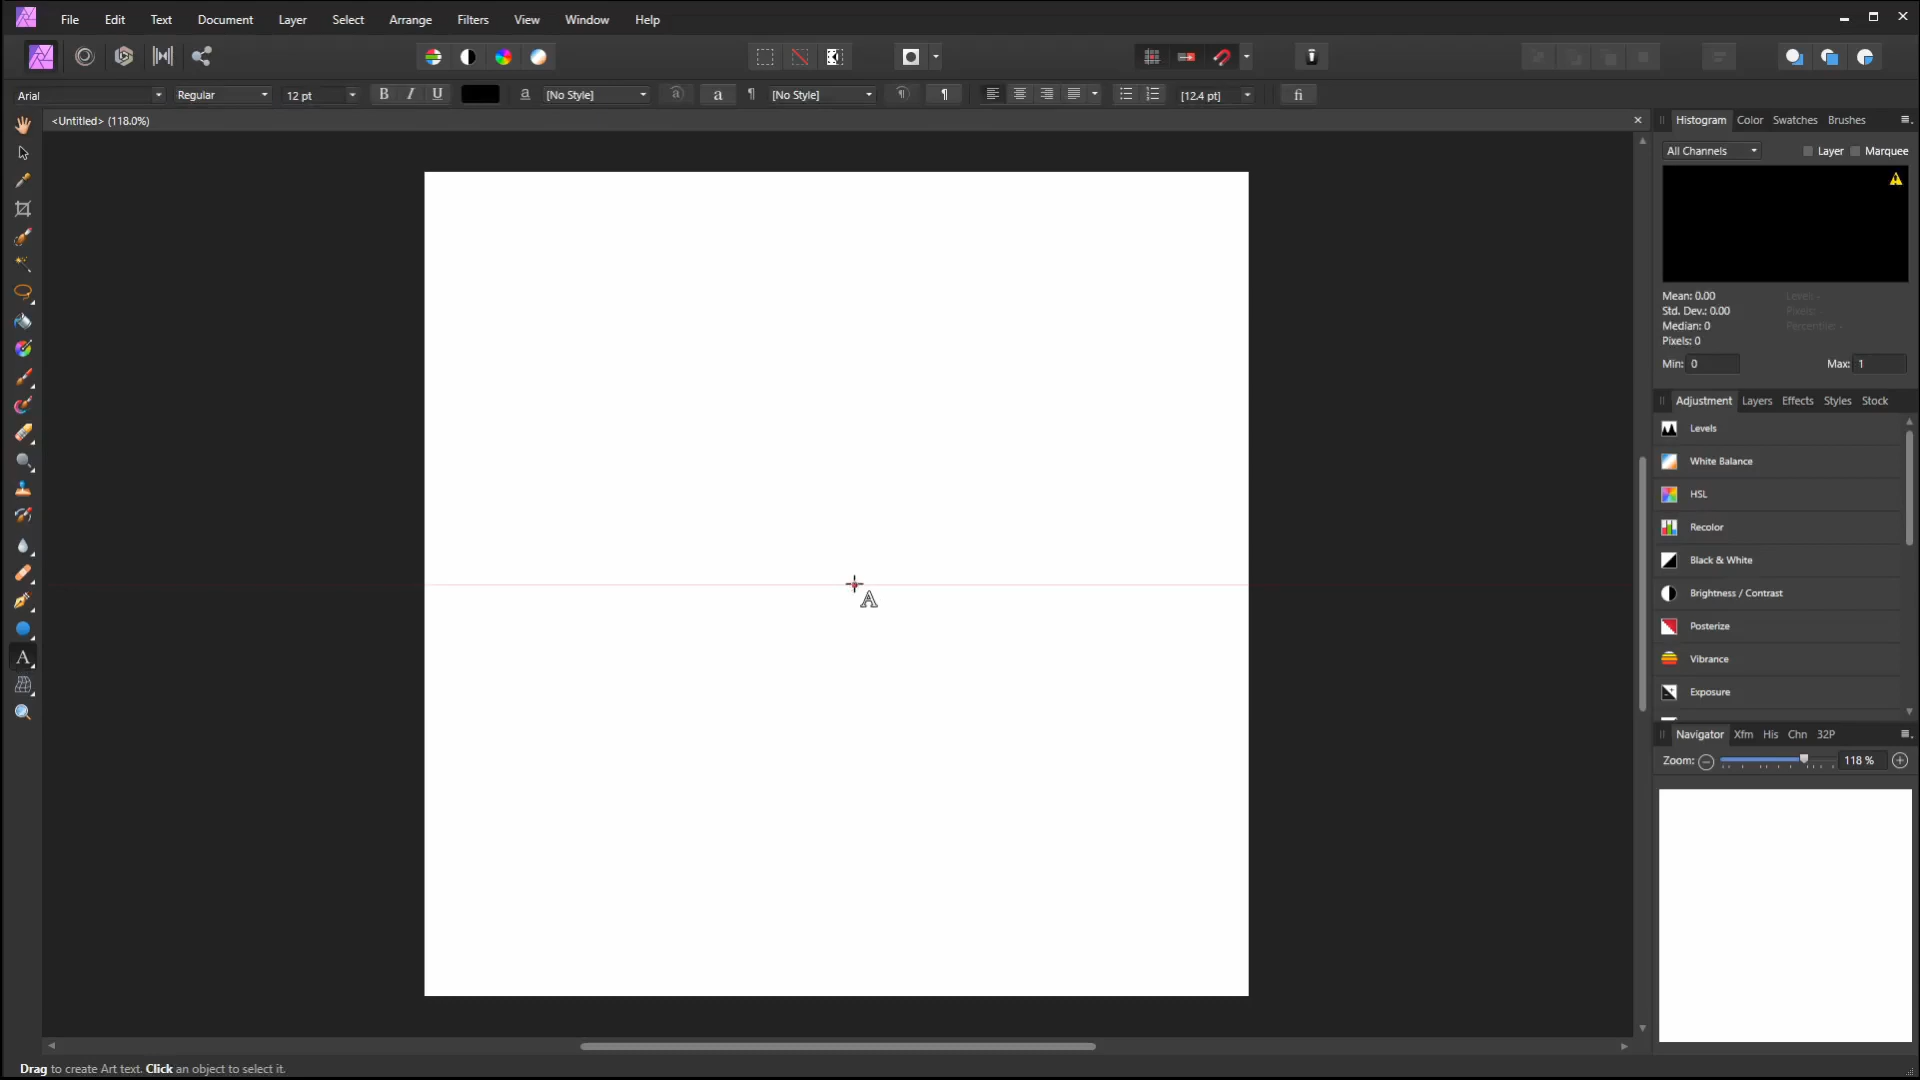 File Edit Text Document Layer Select Arrange Filters View Window Help
Arial Regular 12 pt B I U a [No Style] a a ¶ [No Style] ¶ ¶ [12.4 pt] fi
<Untitled> (118.0%)
Histogram Color Swatches Brushes
All Channels Layer Marquee
Mean: 0.00 Level: -
Std. Dev.: 0.00 Pixels: -
Median: 0 Percentile: -
Pixels: 0
Min: 0 Max: 1
Adjustment Layers Effects Styles Stock
Levels
White Balance
HSL
Recolor
Black & White
Brightness / Contrast
Posterize
Vibrance
Exposure
A
A
Navigator Xfm His Chn 32P
Zoom: 118 %
Drag to create Art text. Click an object to select it.